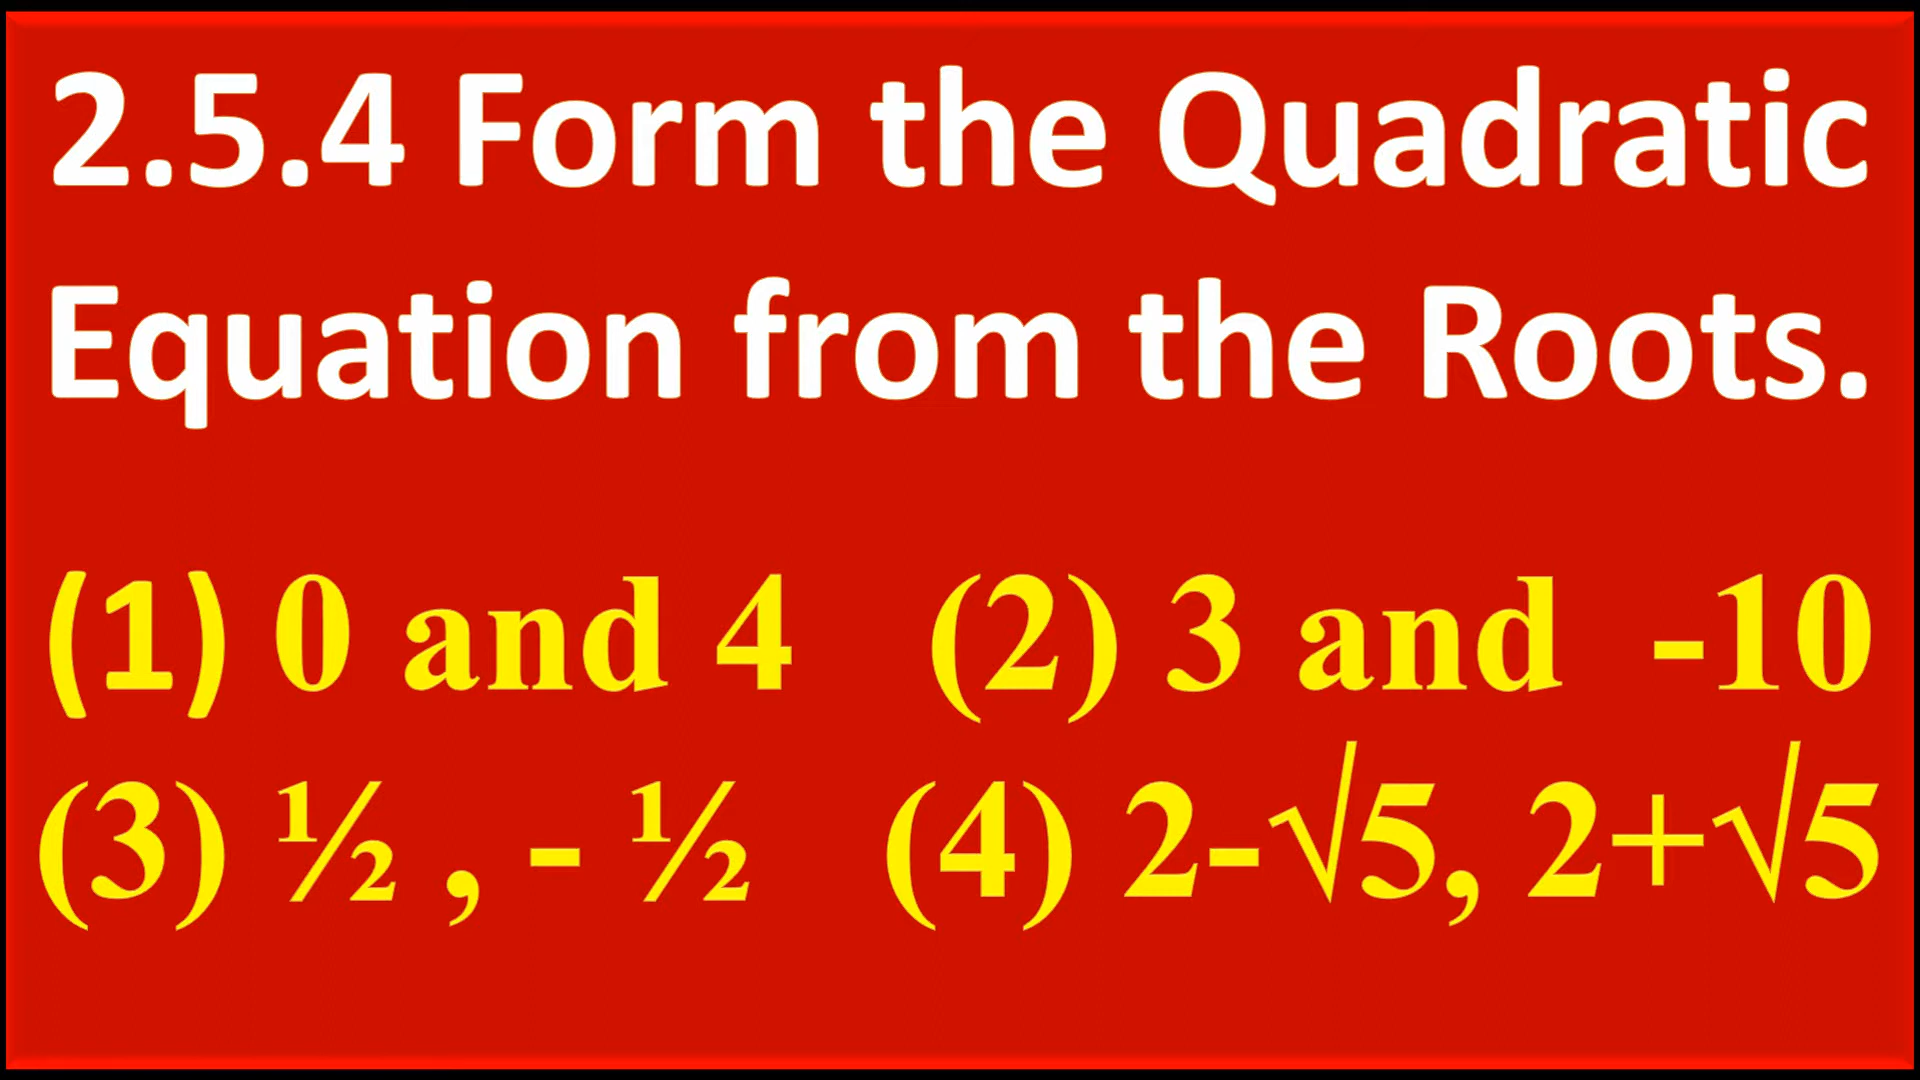 2.5.4 Form the Quadratic
Equation from the Roots.
(1) 0 and 4 (2) 3 and -10
(3) ½ , - ½ (4) 2-√5, 2+√5